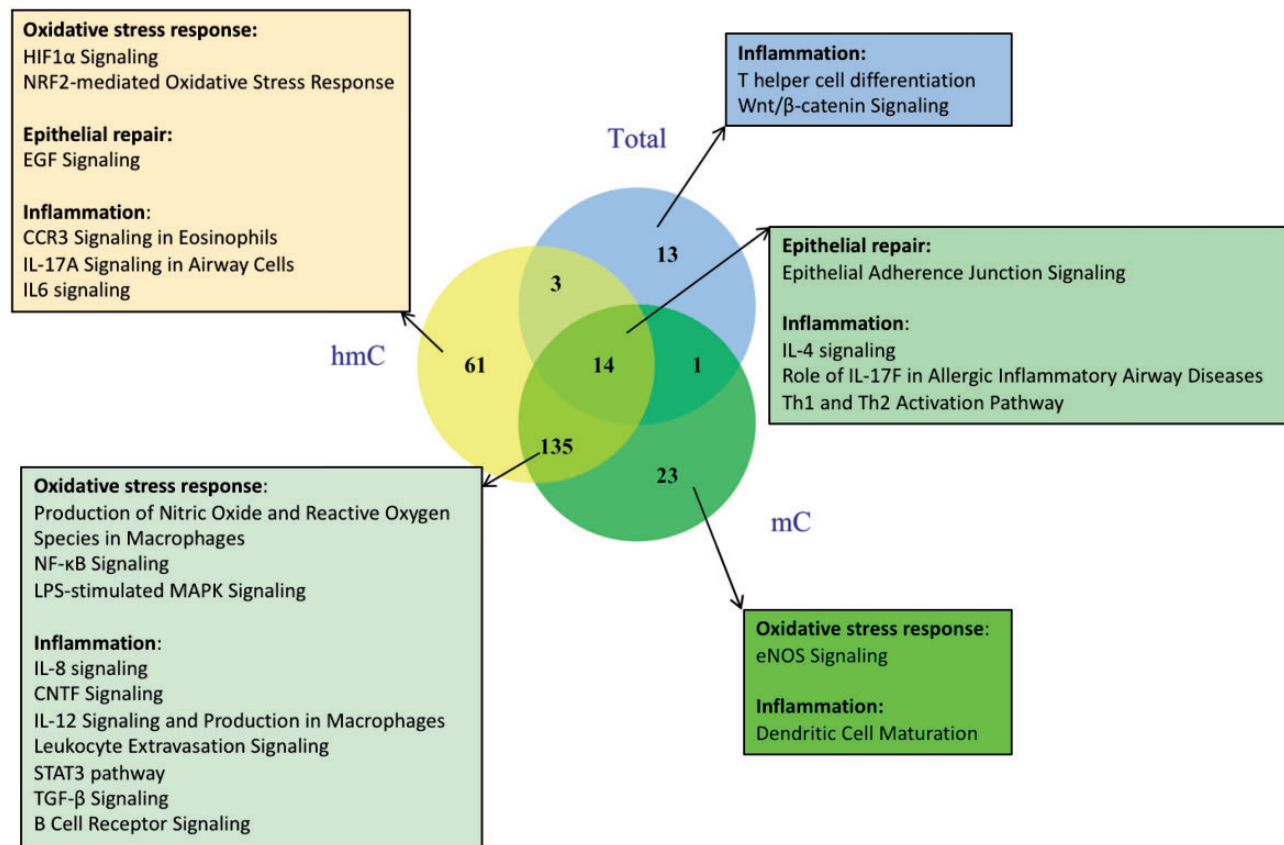 Oxidative stress response:
HIF1α Signaling
NRF2-mediated Oxidative Stress Response
Epithelial repair:
EGF Signaling
Inflammation:
CCR3 Signaling in Eosinophils
IL-17A Signaling in Airway Cells
IL6 signaling
Inflammation:
T helper cell differentiation
Wnt/β-catenin Signaling
Total
13
3
hmC
61
14
1
135
23
mC
Epithelial repair:
Epithelial Adherence Junction Signaling
Inflammation:
IL-4 signaling
Role of IL-17F in Allergic Inflammatory Airway Diseases
Th1 and Th2 Activation Pathway
Oxidative stress response:
Production of Nitric Oxide and Reactive Oxygen
Species in Macrophages
NF-κB Signaling
LPS-stimulated MAPK Signaling
Inflammation:
IL-8 signaling
CNTF Signaling
IL-12 Signaling and Production in Macrophages
Leukocyte Extravasation Signaling
STAT3 pathway
TGF-β Signaling
B Cell Receptor Signaling
Oxidative stress response:
eNOS Signaling
Inflammation:
Dendritic Cell Maturation